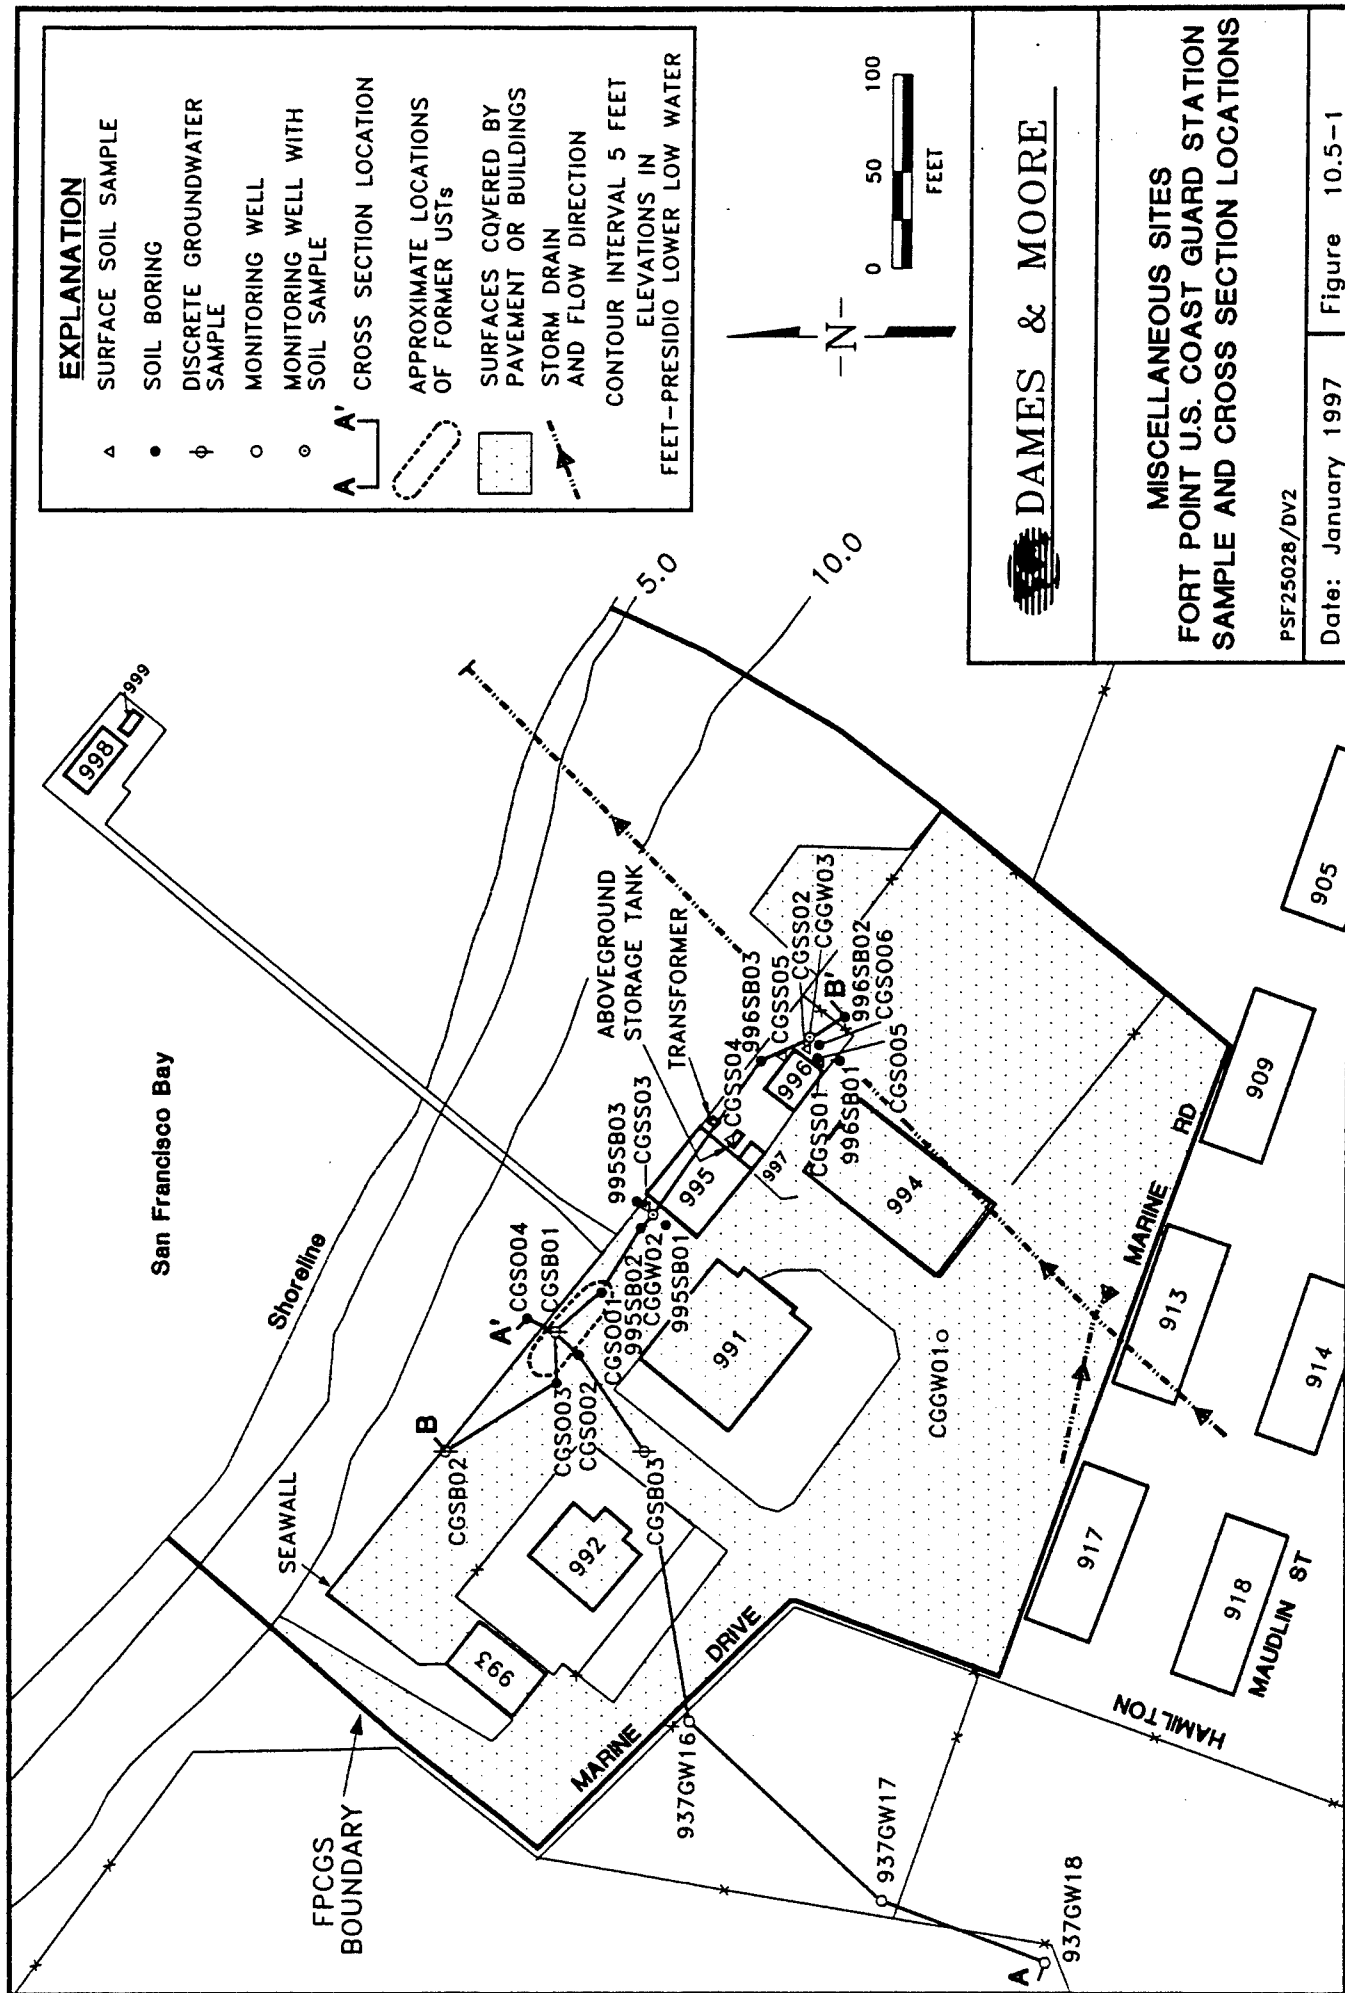 EXPLANATION
SURFACE SOIL SAMPLE
SOIL BORING
DISCRETE GROUNDWATER
SAMPLE
MONITORING WELL
MONITORING WELL WITH
SOIL SAMPLE
A A'
CROSS SECTION LOCATION
APPROXIMATE LOCATIONS
OF FORMER USTs
SURFACES COVERED BY
PAVEMENT OR BUILDINGS
STORM DRAIN
AND FLOW DIRECTION
CONTOUR INTERVAL 5 FEET
ELEVATIONS IN
FEET-PRESIDIO LOWER LOW WATER
-N-
0 50 100
FEET
DAMES & MOORE
MISCELLANEOUS SITES
FORT POINT U.S. COAST GUARD STATION
SAMPLE AND CROSS SECTION LOCATIONS
PSF25028/DV2
Date: January 1997
Figure 10.5-1
San Francisco Bay
Shoreline
SEAWALL
FPCGS
BOUNDARY
998
999
5.0
10.0
ABOVEGROUND
STORAGE TANK
TRANSFORMER
995SB03
CGSS03
CGSS04
996SB03
CGSS05
CGSS02
CGGW03
B'
996SB02
CGSO06
CGSO05
996SB01
CGSS01
996
997
995
994
A'
CGSO04
CGSB01
CGSO01
995SB02
CGGW02
995SB01
B
CGSB02
CGSO03
CGSO02
CGSB03
991
992
993
CGGW01
MARINE DRIVE
MARINE RD
937GW16
937GW17
937GW18
A
HAMILTON
MAUDLIN ST
905
909
913
914
917
918